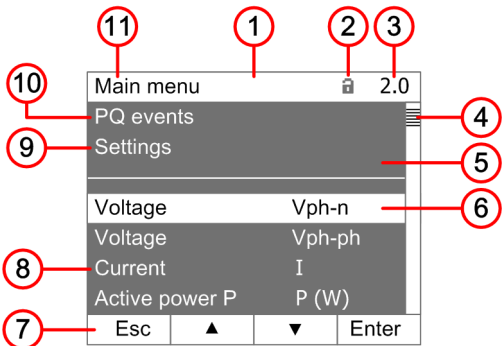 11 1 2 3
Main menu 2.0
10 PQ events 4
9 Settings 5
Voltage Vph-n 6
Voltage Vph-ph
8 Current I
Active power P P (W)
7 Esc ▲ ▼ Enter